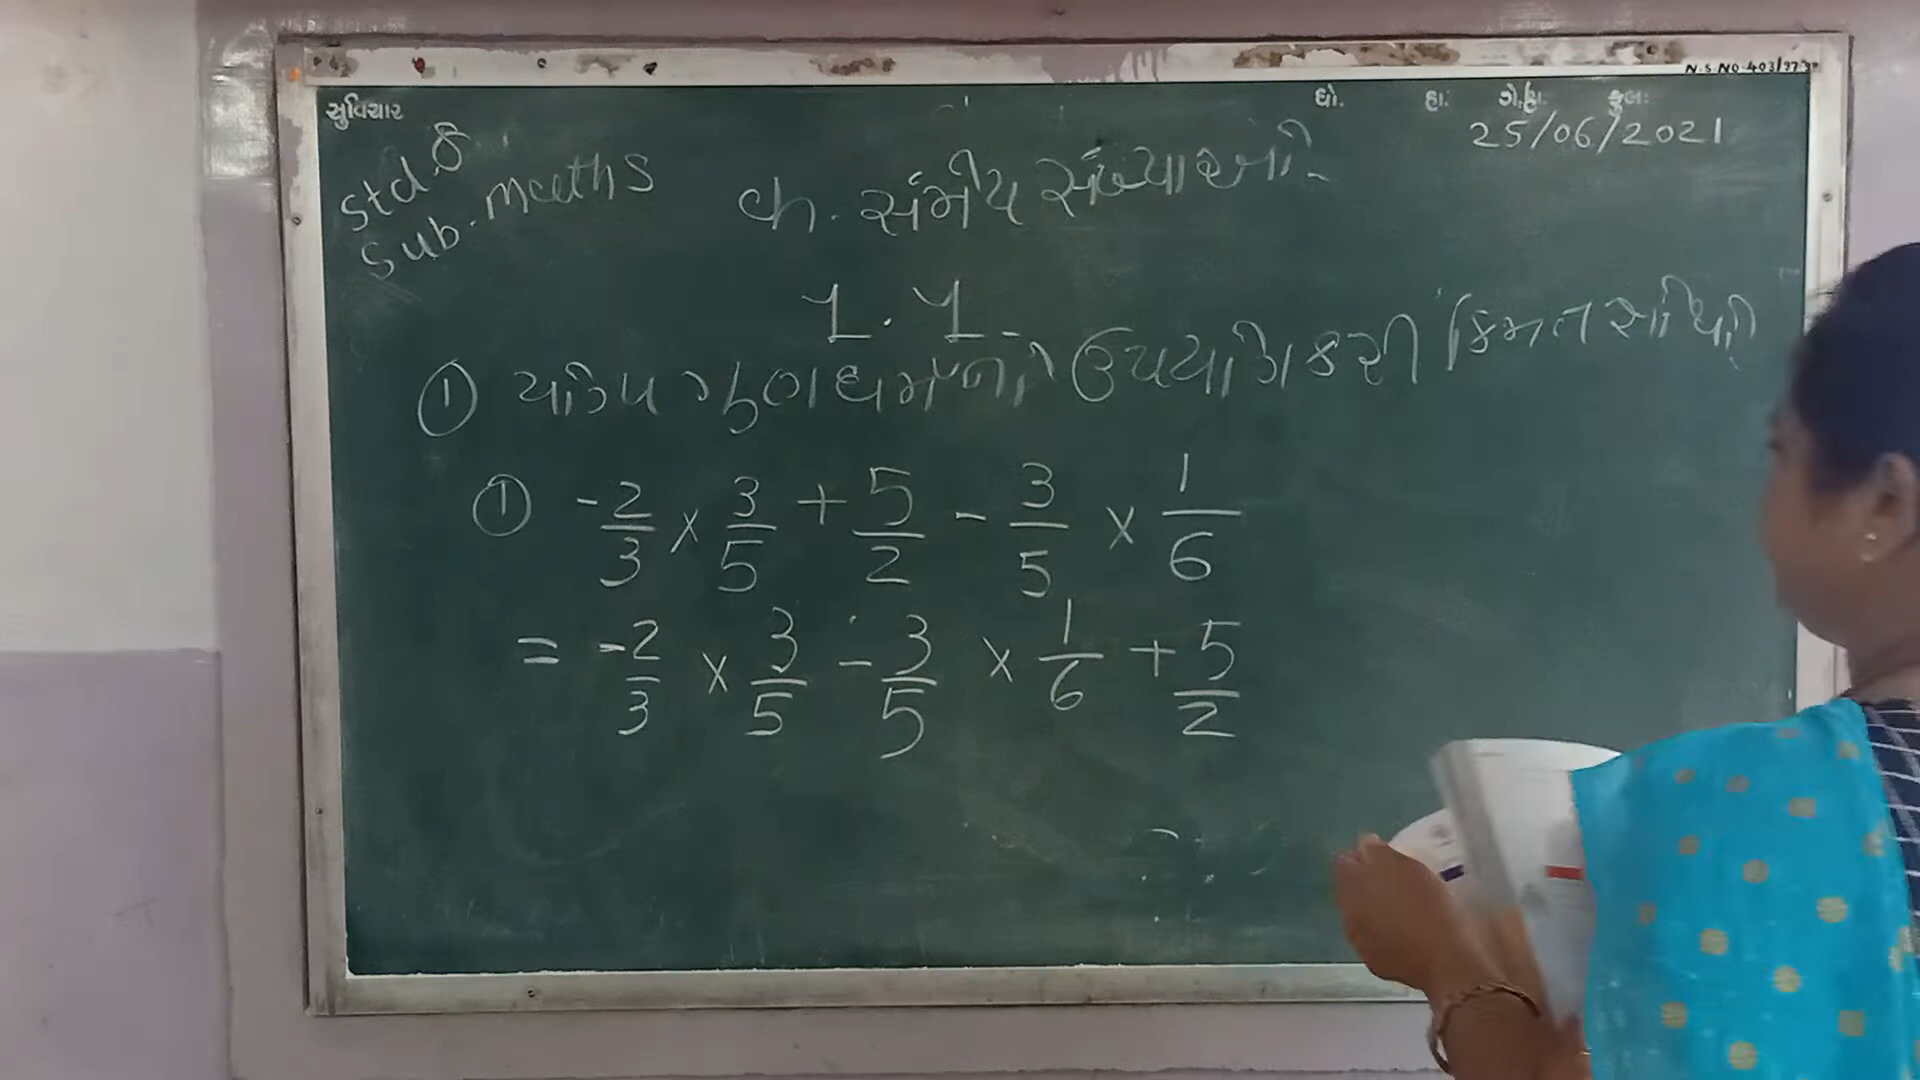 N.S.NO-403/97-98
સુવિચાર
ધો. હા. ગે.હા. કુલ:
25/06/2021
std.8
sub.maths
ch. સંમેય સંખ્યાઓ.
1.1.
① યોગ્ય ગુણધર્મનો ઉપયોગ કરી કિંમત શોધો
① -2/3 × 3/5 + 5/2 - 3/5 × 1/6
= -2/3 × 3/5 - 3/5 × 1/6 + 5/2